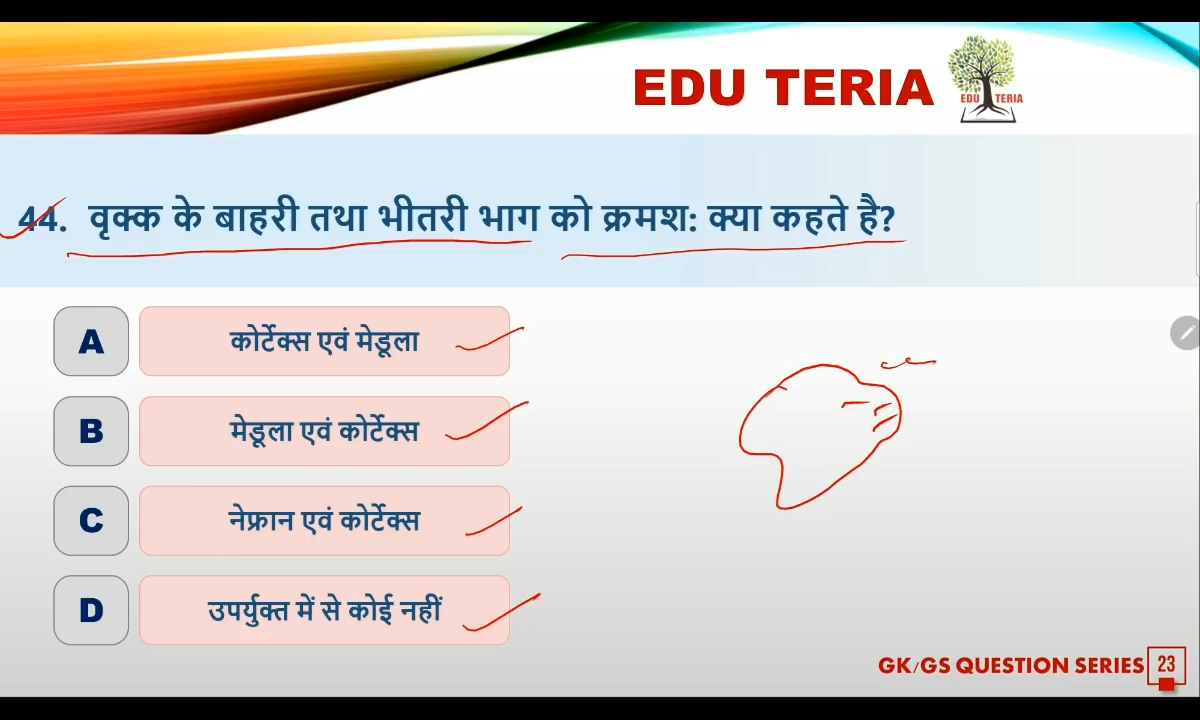 EDU TERIA
EDU TERIA
44. वृक्क के बाहरी तथा भीतरी भाग को क्रमश: क्या कहते है?
A कोर्टेक्स एवं मेडूला
B मेडूला एवं कोर्टेक्स
C नेफ्रान एवं कोर्टेक्स
D उपर्युक्त में से कोई नहीं
GK/GS QUESTION SERIES 23